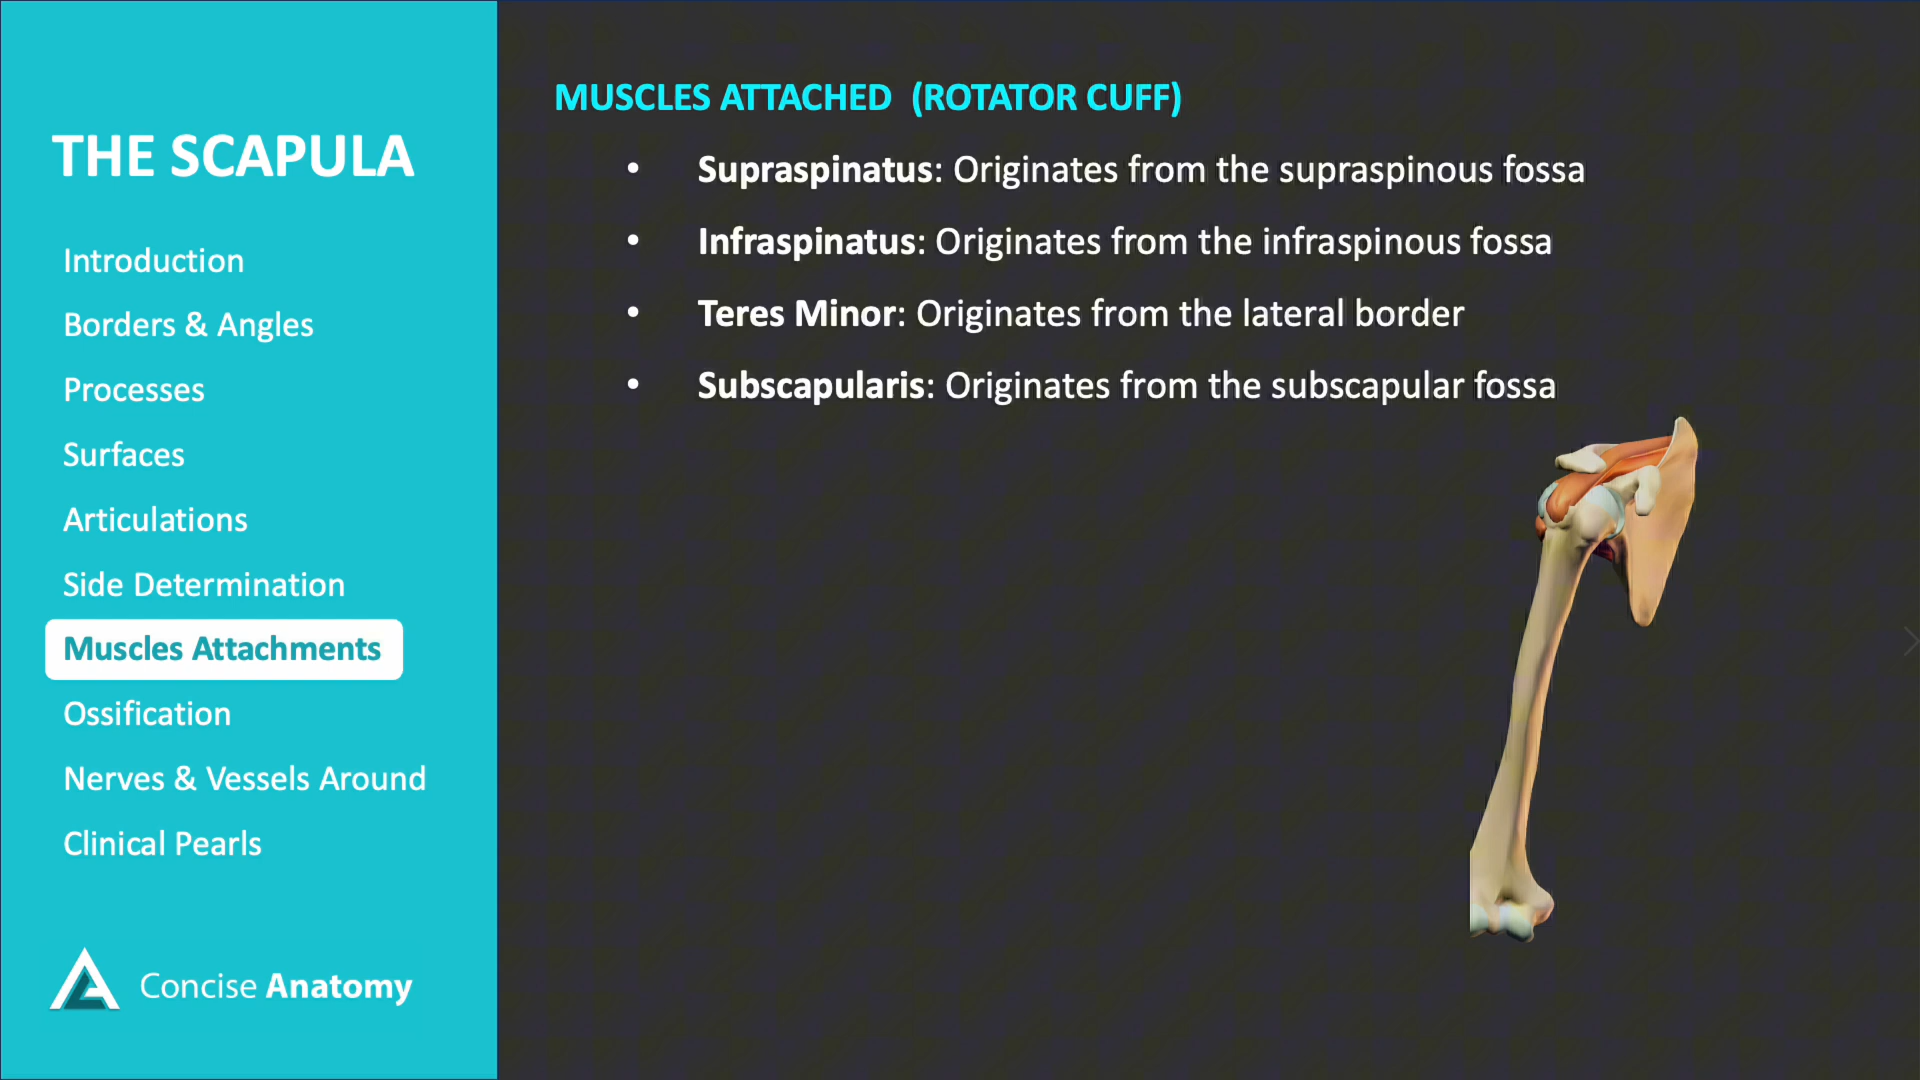 THE SCAPULA
Introduction
Borders & Angles
Processes
Surfaces
Articulations
Side Determination
Muscles Attachments
Ossification
Nerves & Vessels Around
Clinical Pearls
Concise Anatomy
MUSCLES ATTACHED (ROTATOR CUFF)
• Supraspinatus: Originates from the supraspinous fossa
• Infraspinatus: Originates from the infraspinous fossa
• Teres Minor: Originates from the lateral border
• Subscapularis: Originates from the subscapular fossa